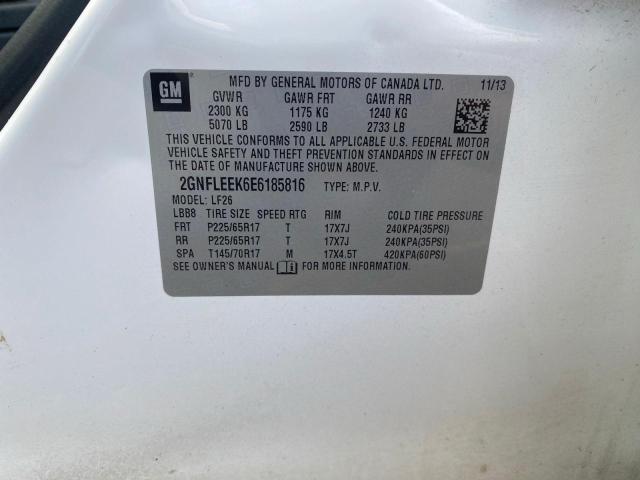 GM
MFD BY GENERAL MOTORS OF CANADA LTD. 11/13
GVWR GAWR FRT GAWR RR
2300 KG 1175 KG 1240 KG
5070 LB 2590 LB 2733 LB
THIS VEHICLE CONFORMS TO ALL APPLICABLE U.S. FEDERAL MOTOR
VEHICLE SAFETY AND THEFT PREVENTION STANDARDS IN EFFECT ON
THE DATE OF MANUFACTURE SHOWN ABOVE.
2GNFLEEK6E6185816 TYPE: M.P.V.
MODEL: LF26
LBB8 TIRE SIZE SPEED RTG RIM COLD TIRE PRESSURE
FRT P225/65R17 T 17X7J 240KPA(35PSI)
RR P225/65R17 T 17X7J 240KPA(35PSI)
SPA T145/70R17 M 17X4.5T 420KPA(60PSI)
SEE OWNER'S MANUAL FOR MORE INFORMATION.